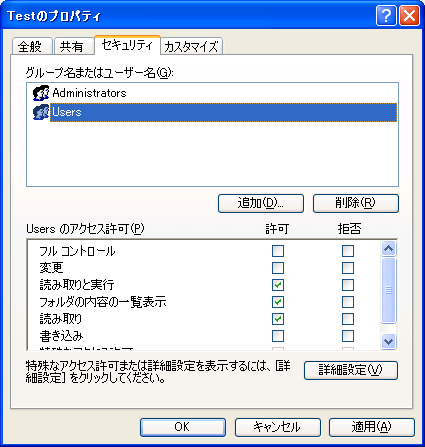 Testのプロパティ
全般 共有 セキュリティ カスタマイズ
グループ名またはユーザー名(G):
Administrators
Users
追加(D)... 削除(R)
Users のアクセス許可(P) 許可 拒否
フル コントロール
変更
読み取りと実行
フォルダの内容の一覧表示
読み取り
書き込み
特殊なアクセス許可または詳細設定を表示するには、[詳
細設定] をクリックしてください。
詳細設定(V)
OK キャンセル 適用(A)